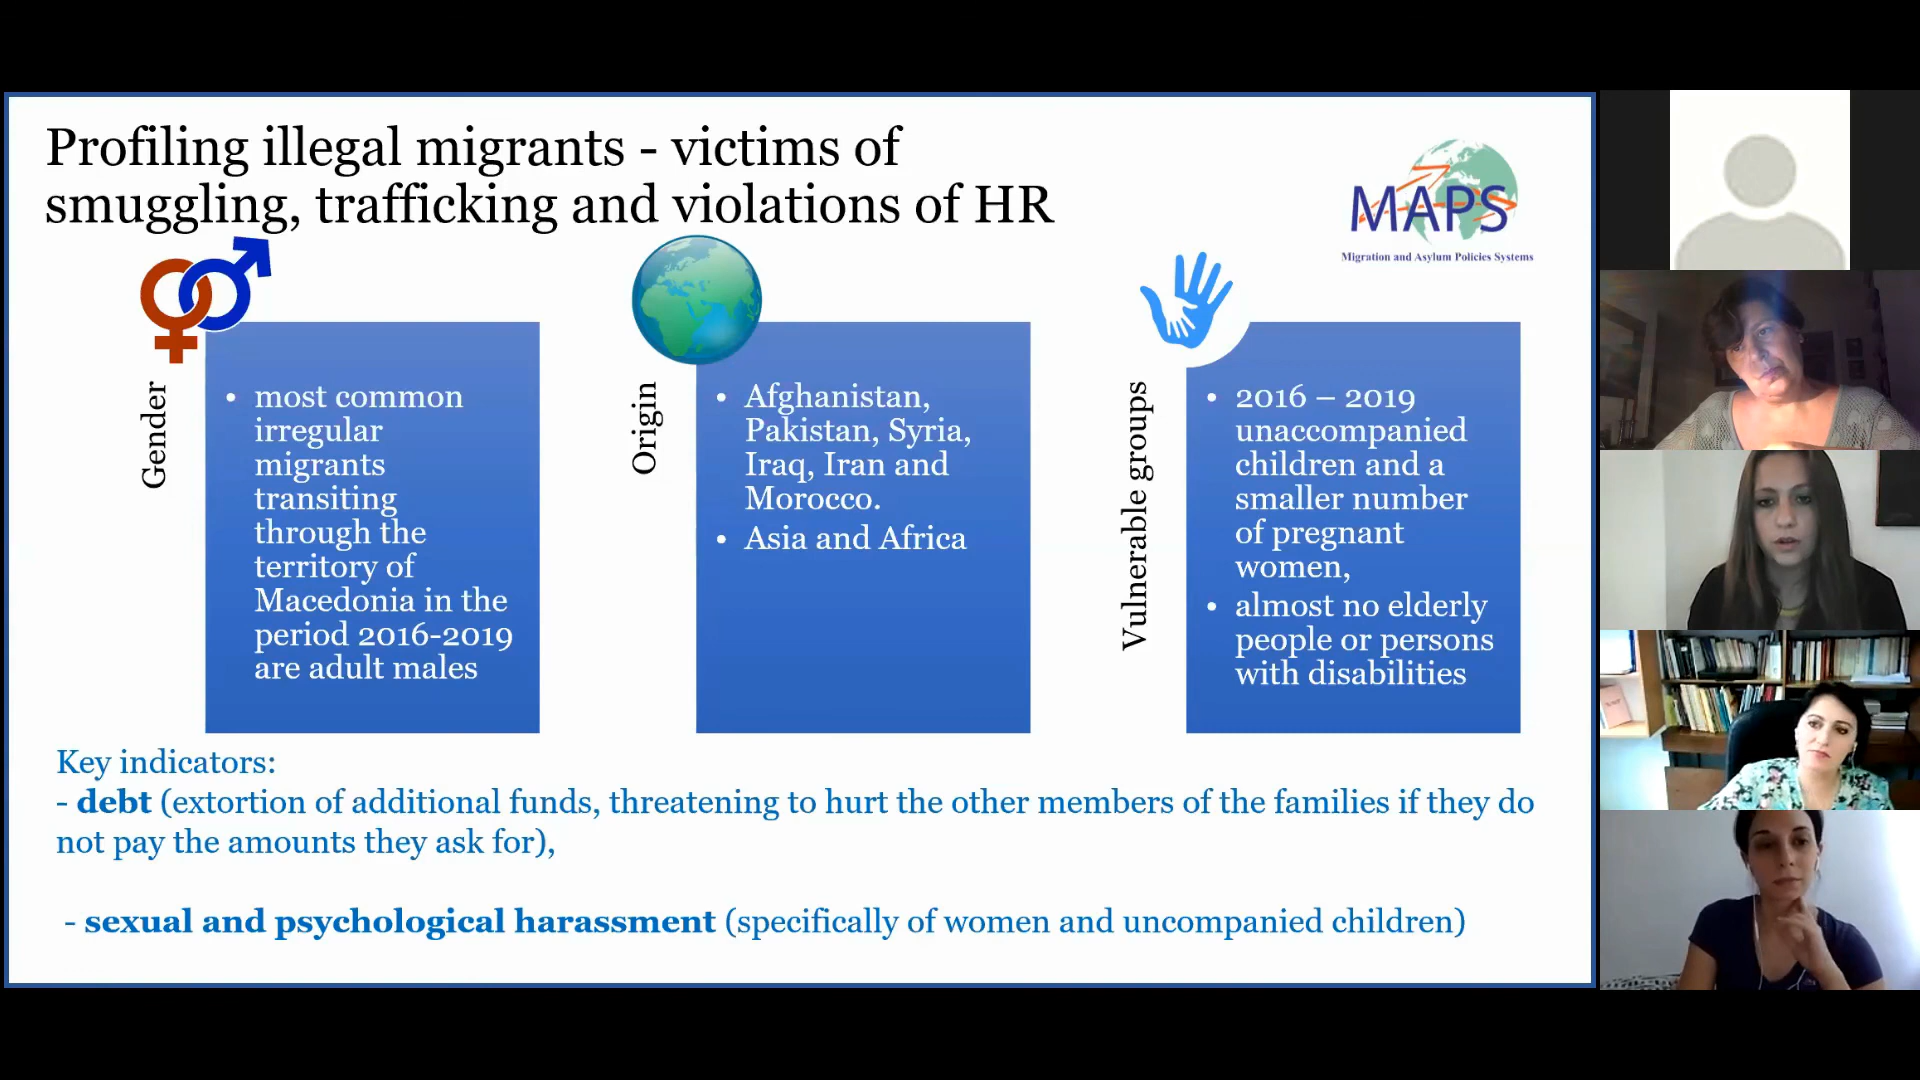 Profiling illegal migrants - victims of
smuggling, trafficking and violations of HR
MAPS
Migration and Asylum Policies Systems
Gender
• most common
irregular
migrants
transiting
through the
territory of
Macedonia in the
period 2016-2019
are adult males
Origin
• Afghanistan,
Pakistan, Syria,
Iraq, Iran and
Morocco.
• Asia and Africa
Vulnerable groups
• 2016 – 2019
unaccompanied
children and a
smaller number
of pregnant
women,
• almost no elderly
people or persons
with disabilities
Key indicators:
- debt (extortion of additional funds, threatening to hurt the other members of the families if they do
not pay the amounts they ask for),
- sexual and psychological harassment (specifically of women and uncompanied children)